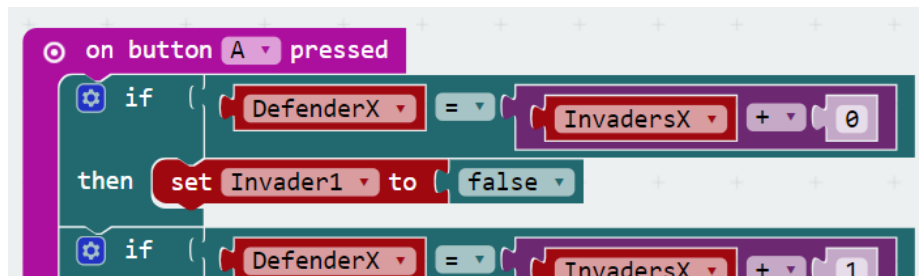 on button A pressed
if DefenderX = InvadersX + 0
then set Invader1 to false
if DefenderX = InvadersX + 1